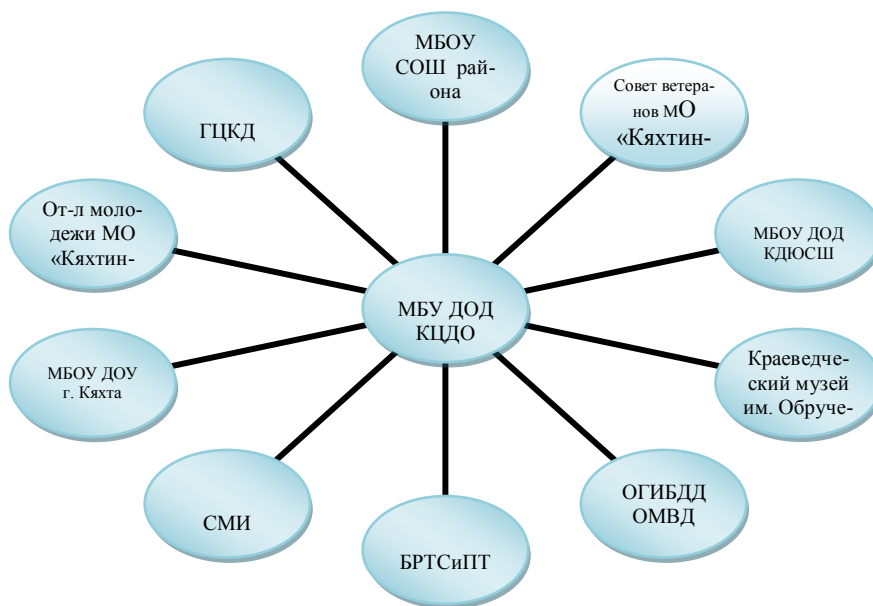 МБОУ
СОШ рай-
она
Совет ветера-
нов МО
«Кяхтин-
ГЦКД
От-л моло-
дежи МО
«Кяхтин-
МБОУ ДОД
КДЮСШ
МБУ ДОД
КЦДО
МБОУ ДОУ
г. Кяхта
Краеведче-
ский музей
им. Обруче-
СМИ
ОГИБДД
ОМВД
БРТСиПТ